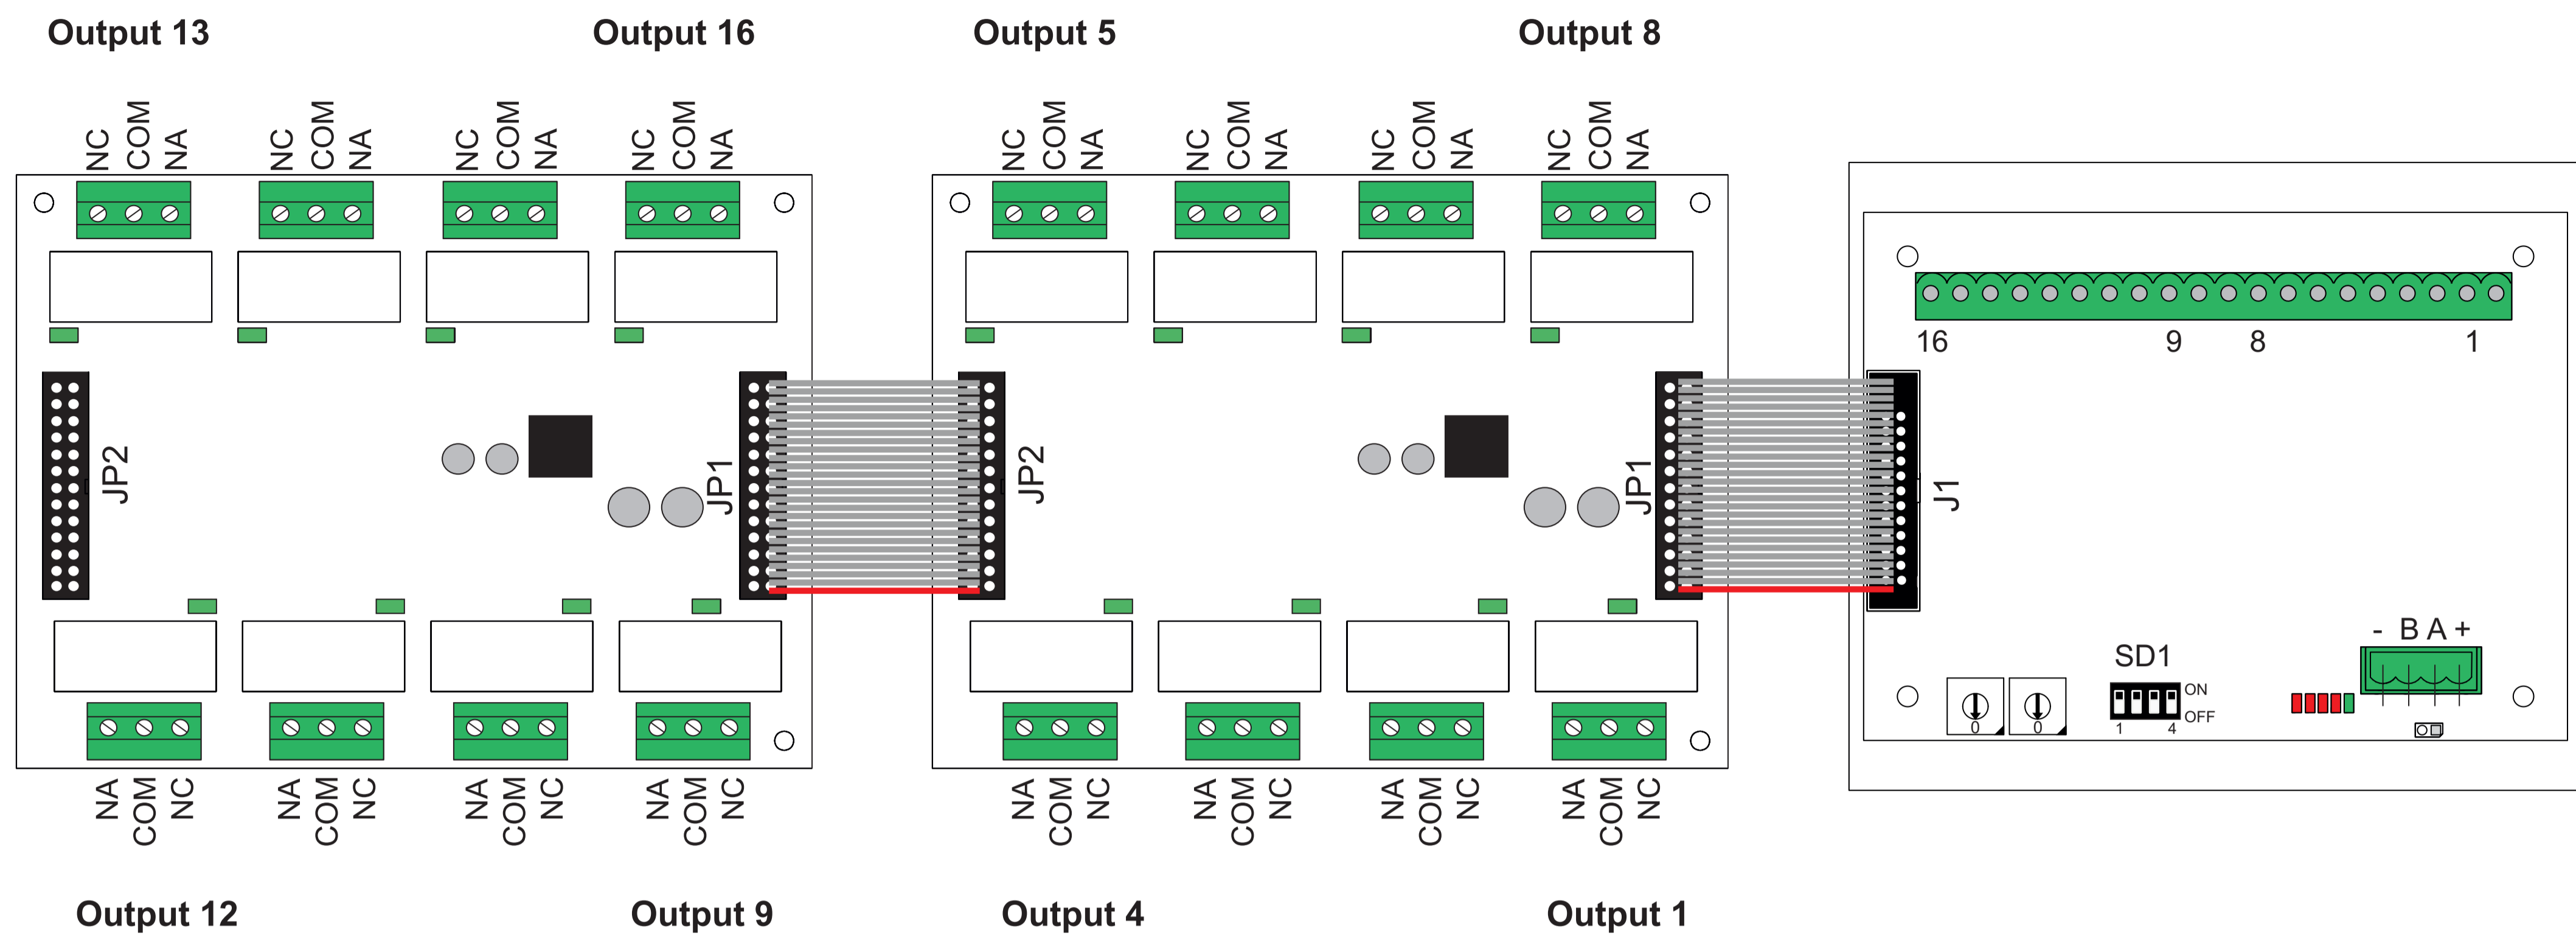 Output 13
Output 16
Output 5
Output 8
NC COM NA
NC COM NA
NC COM NA
NC COM NA
NC COM NA
NC COM NA
NC COM NA
NC COM NA
16 9 8 1
JP2
JP1
JP2
JP1
J1
- B A +
SD1
ON
OFF
1 4
0
0
NA COM NC
NA COM NC
NA COM NC
NA COM NC
NA COM NC
NA COM NC
NA COM NC
NA COM NC
Output 12
Output 9
Output 4
Output 1